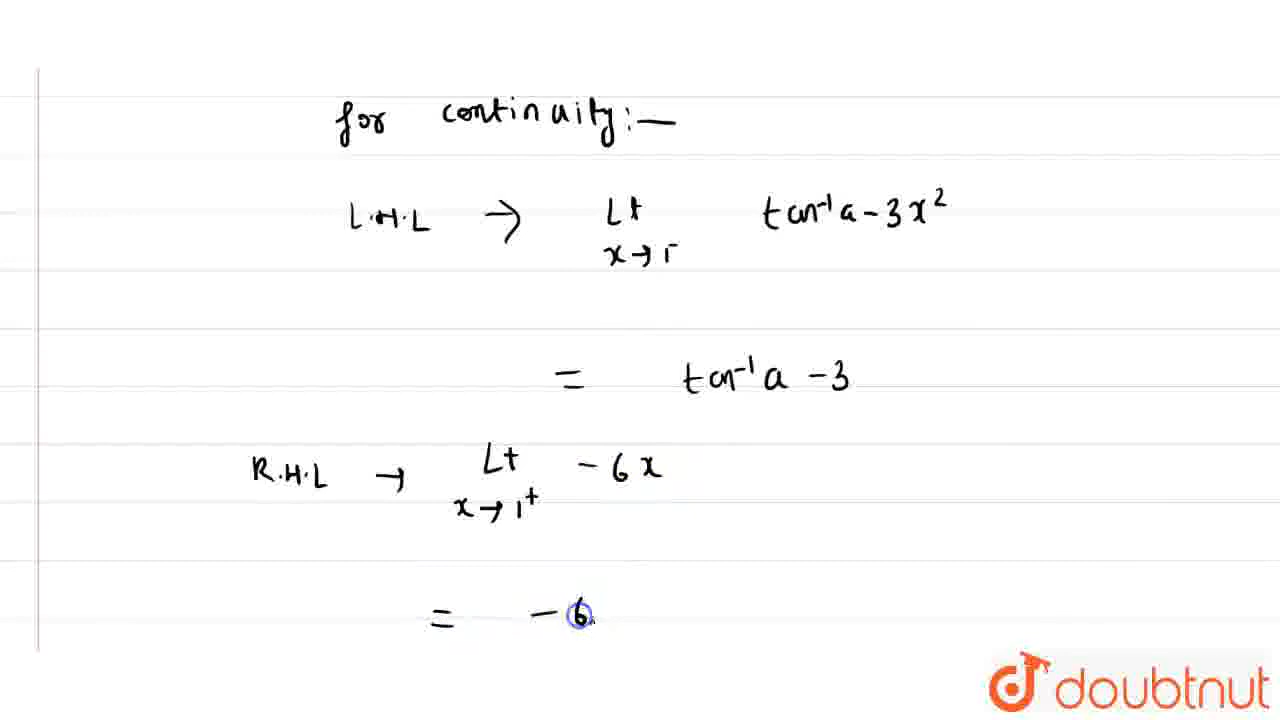 for continuity:—
L.H.L → Lt tan⁻¹a - 3x²
x→1⁻
= tan⁻¹a - 3
R.H.L → Lt - 6x
x→1⁺
= - 6
doubtnut